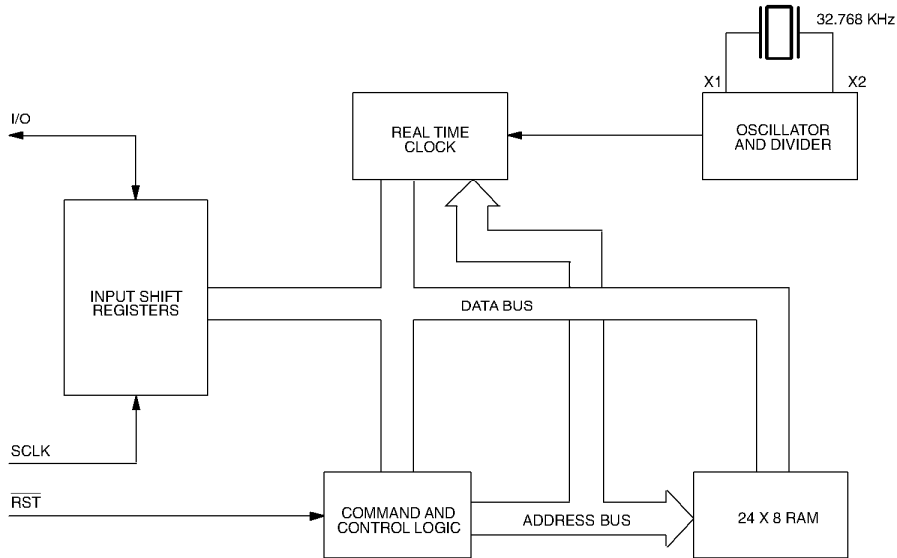 32.768 KHz
X1
X2
I/O
REAL TIME
CLOCK
OSCILLATOR
AND DIVIDER
INPUT SHIFT
REGISTERS
DATA BUS
SCLK
RST
COMMAND AND
CONTROL LOGIC
ADDRESS BUS
24 X 8 RAM